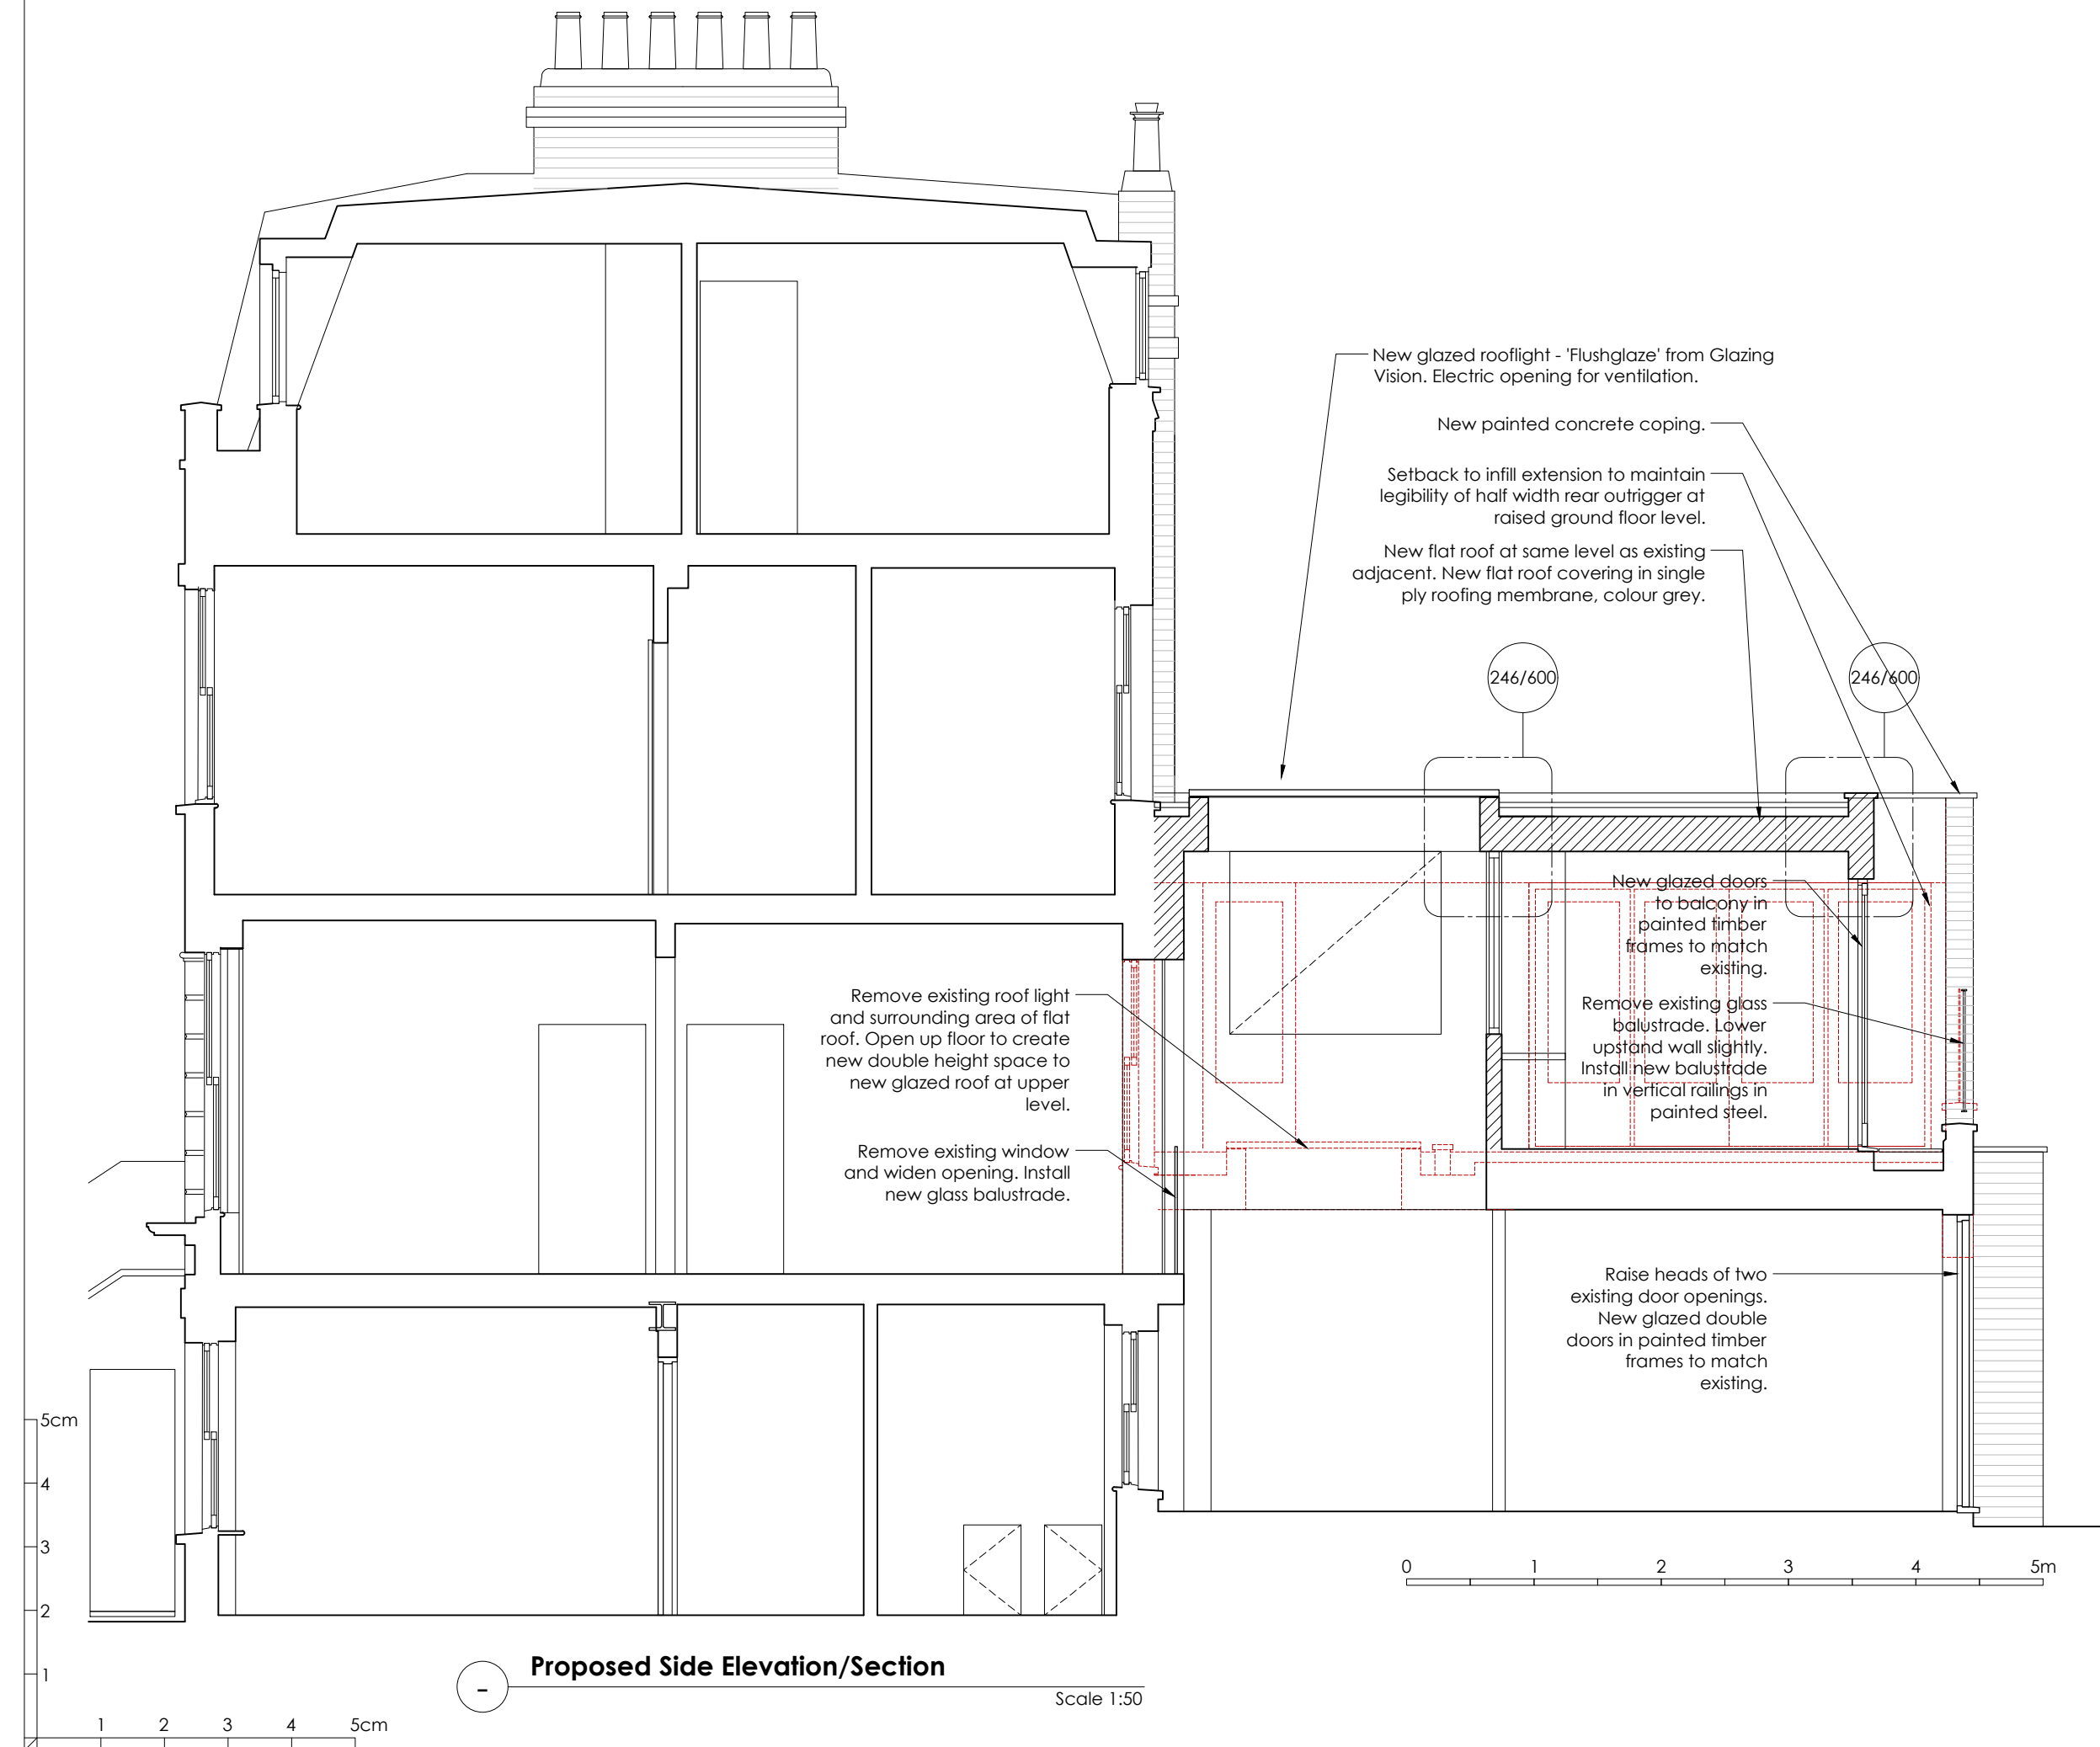 New glazed rooflight - 'Flushglaze' from Glazing
Vision. Electric opening for ventilation.
New painted concrete coping.
Setback to infill extension to maintain
legibility of half width rear outrigger at
raised ground floor level.
New flat roof at same level as existing
adjacent. New flat roof covering in single
ply roofing membrane, colour grey.
246/600
246/600
New glazed doors
to balcony in
painted timber
frames to match
existing.
Remove existing glass
balustrade. Lower
upstand wall slightly.
Install new balustrade
in vertical railings in
painted steel.
Remove existing roof light
and surrounding area of flat
roof. Open up floor to create
new double height space to
new glazed roof at upper
level.
Remove existing window
and widen opening. Install
new glass balustrade.
Raise heads of two
existing door openings.
New glazed double
doors in painted timber
frames to match
existing.
5cm
4
3
2
1
0 1 2 3 4 5m
- Proposed Side Elevation/Section
Scale 1:50
1 2 3 4 5cm